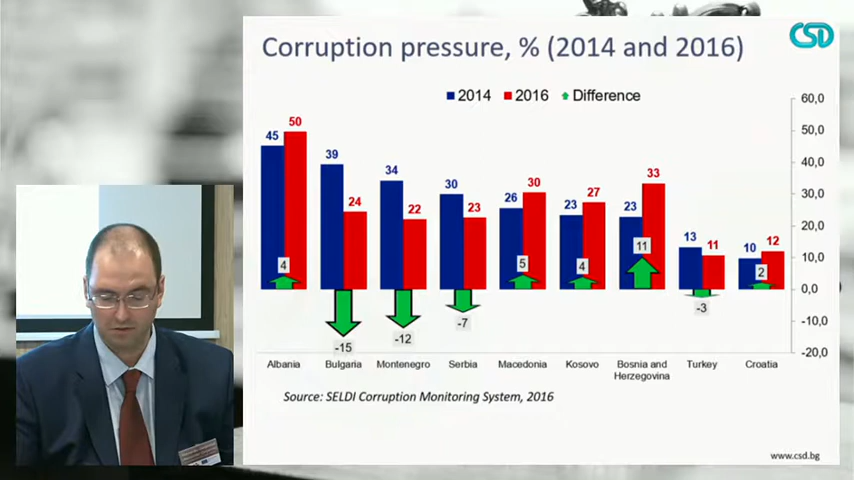 CSD
Corruption pressure, % (2014 and 2016)
2014 2016 Difference
60,0
50,0
40,0
30,0
20,0
10,0
0,0
-10,0
-20,0
45 50 4
39 24 -15
34 22 -12
30 23 -7
26 30 5
23 27 4
23 33 11
13 11 -3
10 12 2
Albania Bulgaria Montenegro Serbia Macedonia Kosovo Bosnia and Herzegovina Turkey Croatia
Source: SELDI Corruption Monitoring System, 2016
www.csd.bg